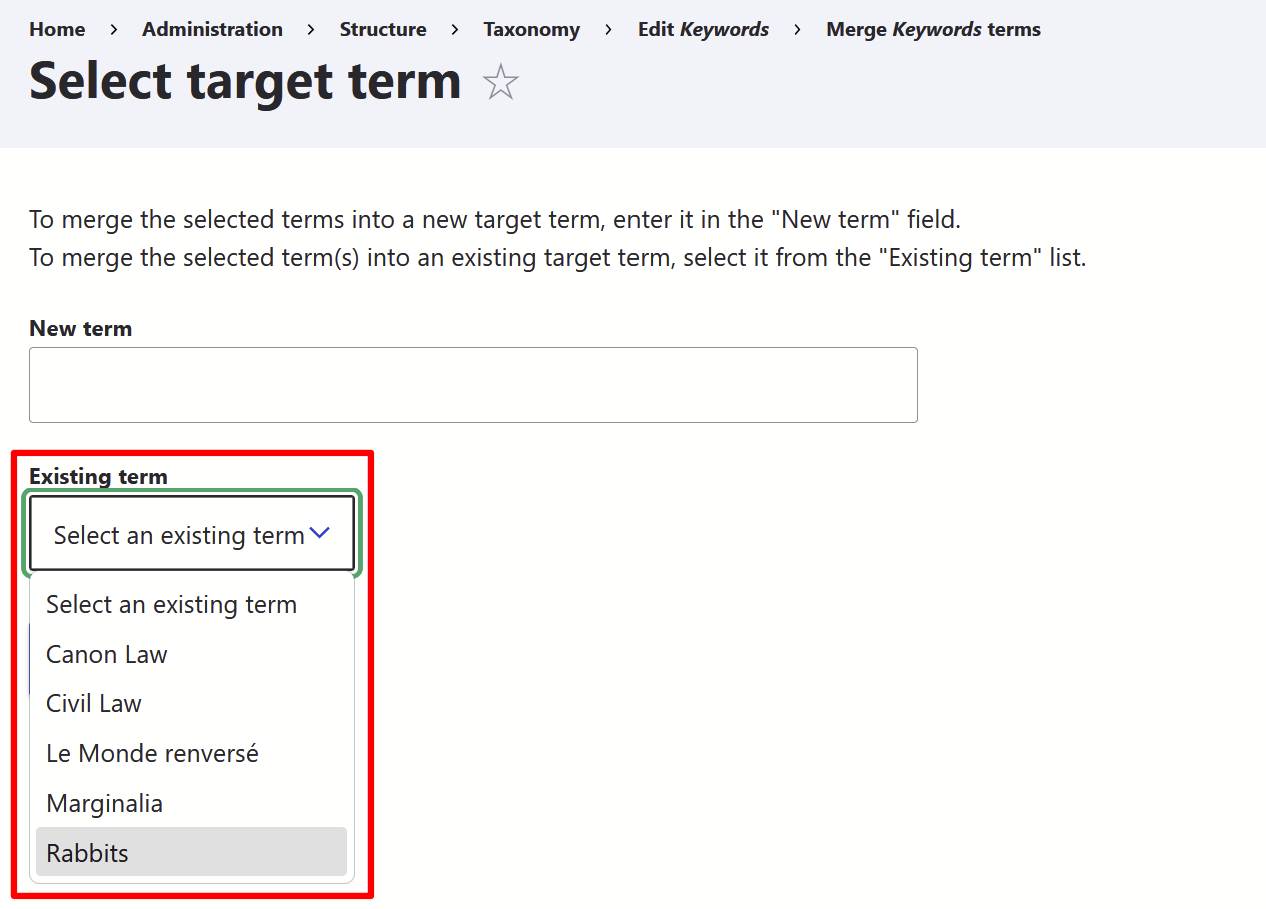 Home > Administration > Structure > Taxonomy > Edit Keywords > Merge Keywords terms
Select target term
To merge the selected terms into a new target term, enter it in the "New term" field.
To merge the selected term(s) into an existing target term, select it from the "Existing term" list.
New term
Existing term
Select an existing term
Select an existing term
Canon Law
Civil Law
Le Monde renversé
Marginalia
Rabbits